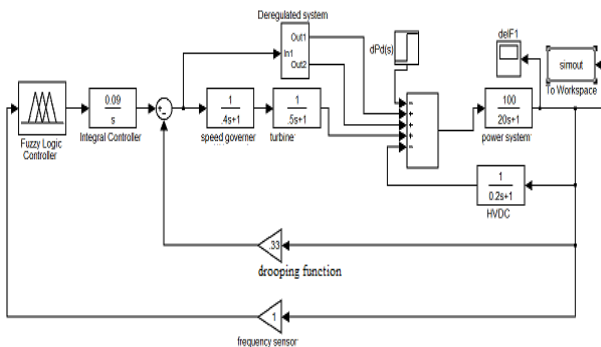 Deregulated system
Out1
In1
Out2
dPd(s)
delF1
simout
To Workspace
Fuzzy Logic
Controller
0.09
s
Integral Controller
+
-
1
.4s+1
speed governer
1
.5s+1
turbine
-
+
+
+
-
100
20s+1
power system
1
0.2s+1
HVDC
.33
drooping function
1
frequency sensor